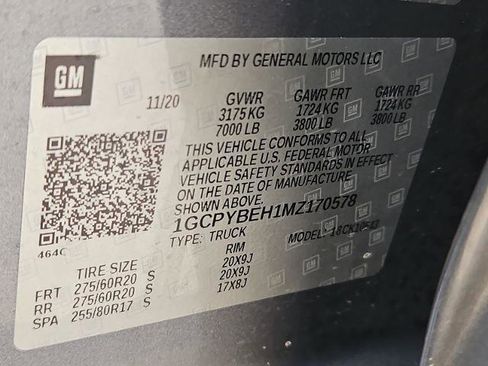 GM
MFD BY GENERAL MOTORS LLC
11/20 GVWR GAWR FRT GAWR RR
3175 KG 1724 KG 1724 KG
7000 LB 3800 LB 3800 LB
THIS VEHICLE CONFORMS TO ALL
APPLICABLE U.S. FEDERAL MOTOR
VEHICLE SAFETY STANDARDS IN EFFECT
ON THE DATE OF MANUFACTURE
SHOWN ABOVE.
1GCPYBEH1MZ170578
TYPE: TRUCK MODEL:
464C
TIRE SIZE RIM
FRT 275/60R20 S 20X9J
RR 275/60R20 S 20X9J
SPA 255/80R17 S 17X8J